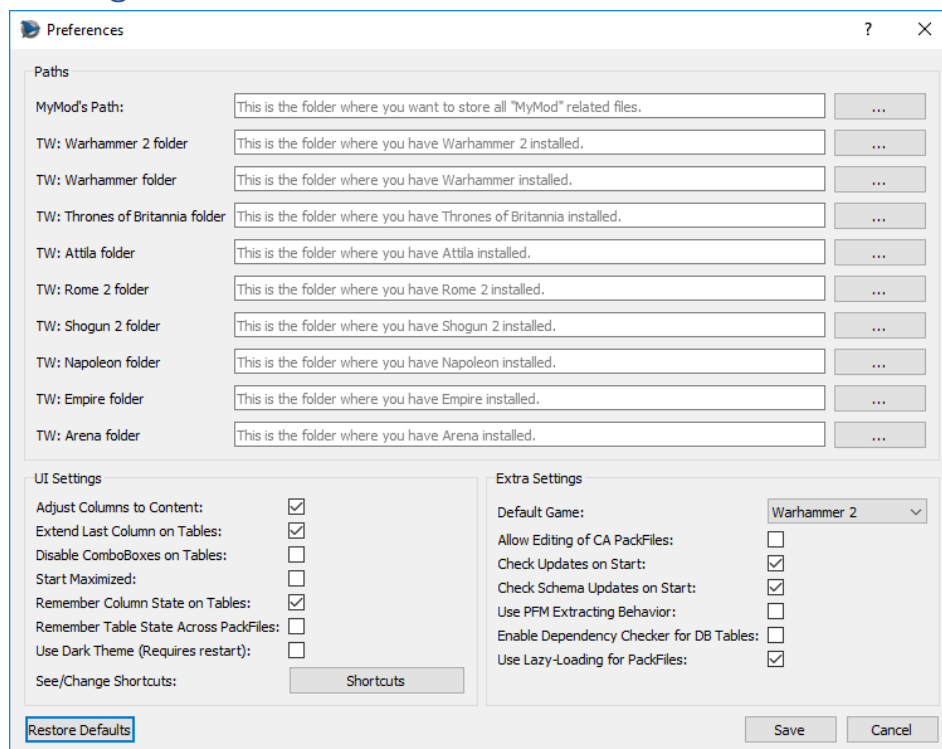 Preferences ?
Paths
MyMod's Path: This is the folder where you want to store all "MyMod" related files. ...
TW: Warhammer 2 folder This is the folder where you have Warhammer 2 installed. ...
TW: Warhammer folder This is the folder where you have Warhammer installed. ...
TW: Thrones of Britannia folder This is the folder where you have Thrones of Britannia installed. ...
TW: Attila folder This is the folder where you have Attila installed. ...
TW: Rome 2 folder This is the folder where you have Rome 2 installed. ...
TW: Shogun 2 folder This is the folder where you have Shogun 2 installed. ...
TW: Napoleon folder This is the folder where you have Napoleon installed. ...
TW: Empire folder This is the folder where you have Empire installed. ...
TW: Arena folder This is the folder where you have Arena installed. ...
UI Settings
Adjust Columns to Content:
Extend Last Column on Tables:
Disable ComboBoxes on Tables:
Start Maximized:
Remember Column State on Tables:
Remember Table State Across PackFiles:
Use Dark Theme (Requires restart):
See/Change Shortcuts: Shortcuts
Extra Settings
Default Game: Warhammer 2
Allow Editing of CA PackFiles:
Check Updates on Start:
Check Schema Updates on Start:
Use PFM Extracting Behavior:
Enable Dependency Checker for DB Tables:
Use Lazy-Loading for PackFiles:
Restore Defaults Save Cancel